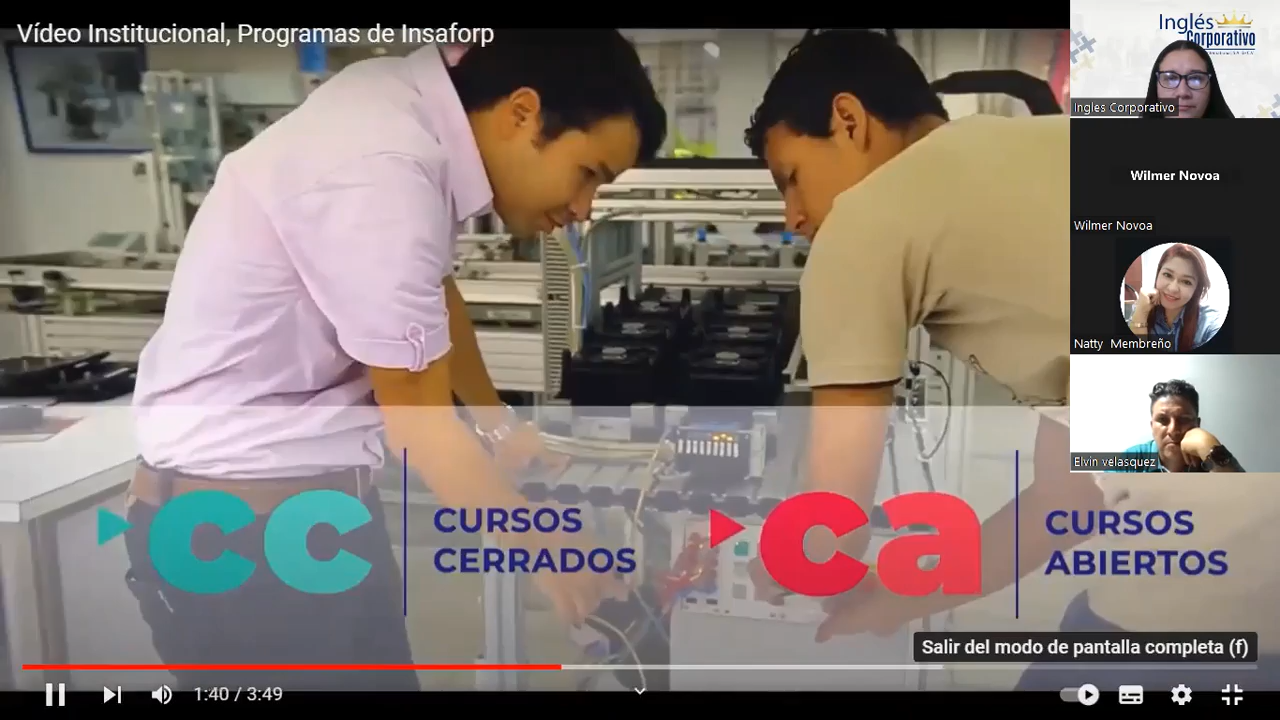 Vídeo Institucional, Programas de Insaforp
Inglés
Corporativo
Ingles Corporativo
Wilmer Novoa
Wilmer Novoa
Natty Membreño
Elvin velasquez
cc
CURSOS
CERRADOS
ca
CURSOS
ABIERTOS
Salir del modo de pantalla completa (f)
1:40 / 3:49